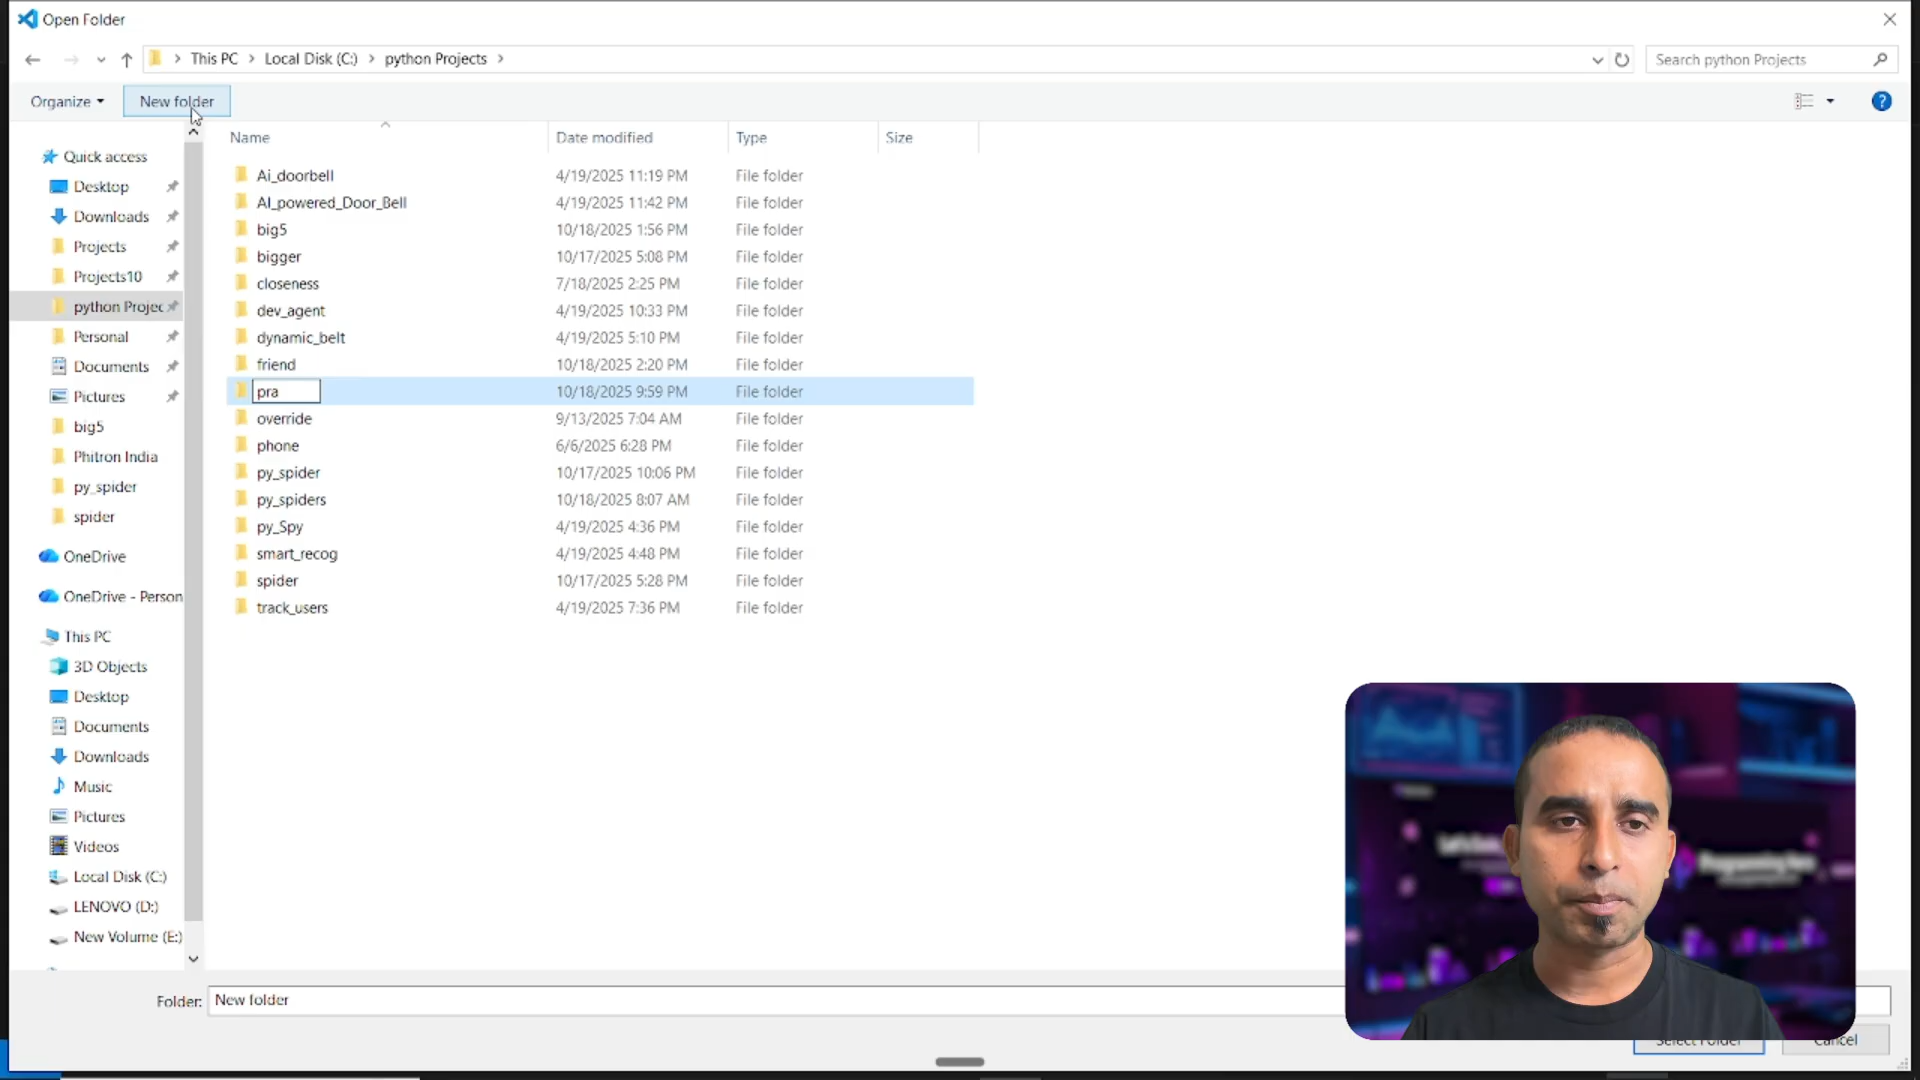 Open Folder
This PC > Local Disk (C:) > python Projects >
Search python Projects
Organize
New folder
Name Date modified Type Size
Quick access
Desktop
Downloads
Projects
Projects10
python Projec
Personal
Documents
Pictures
big5
Phitron India
py_spider
spider
OneDrive
OneDrive - Person
This PC
3D Objects
Desktop
Documents
Downloads
Music
Pictures
Videos
Local Disk (C:)
LENOVO (D:)
New Volume (E:)
Ai_doorbell 4/19/2025 11:19 PM File folder
AI_powered_Door_Bell 4/19/2025 11:42 PM File folder
big5 10/18/2025 1:56 PM File folder
bigger 10/17/2025 5:08 PM File folder
closeness 7/18/2025 2:25 PM File folder
dev_agent 4/19/2025 10:33 PM File folder
dynamic_belt 4/19/2025 5:10 PM File folder
friend 10/18/2025 2:20 PM File folder
pra 10/18/2025 9:59 PM File folder
override 9/13/2025 7:04 AM File folder
phone 6/6/2025 6:28 PM File folder
py_spider 10/17/2025 10:06 PM File folder
py_spiders 10/18/2025 8:07 AM File folder
py_Spy 4/19/2025 4:36 PM File folder
smart_recog 4/19/2025 4:48 PM File folder
spider 10/17/2025 5:28 PM File folder
track_users 4/19/2025 7:36 PM File folder
Folder: New folder
Select Folder
Cancel